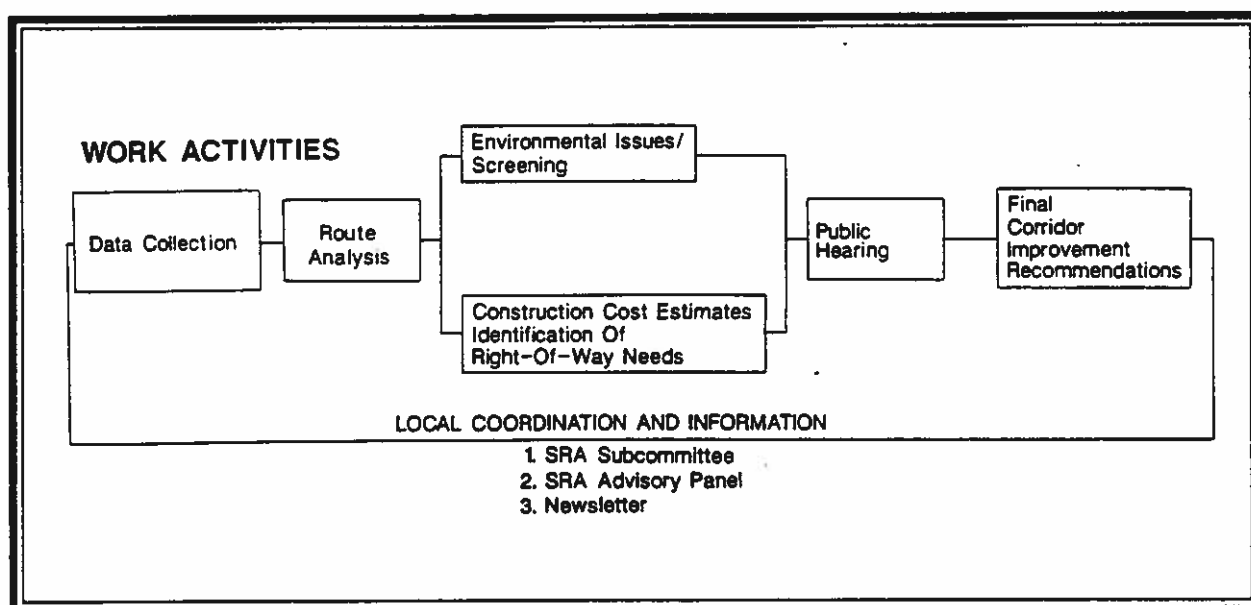 WORK ACTIVITIES
Data Collection
Route
Analysis
Environmental Issues/
Screening
Construction Cost Estimates
Identification Of
Right-Of-Way Needs
Public
Hearing
Final
Corridor
Improvement
Recommendations
LOCAL COORDINATION AND INFORMATION
1. SRA Subcommittee
2. SRA Advisory Panel
3. Newsletter